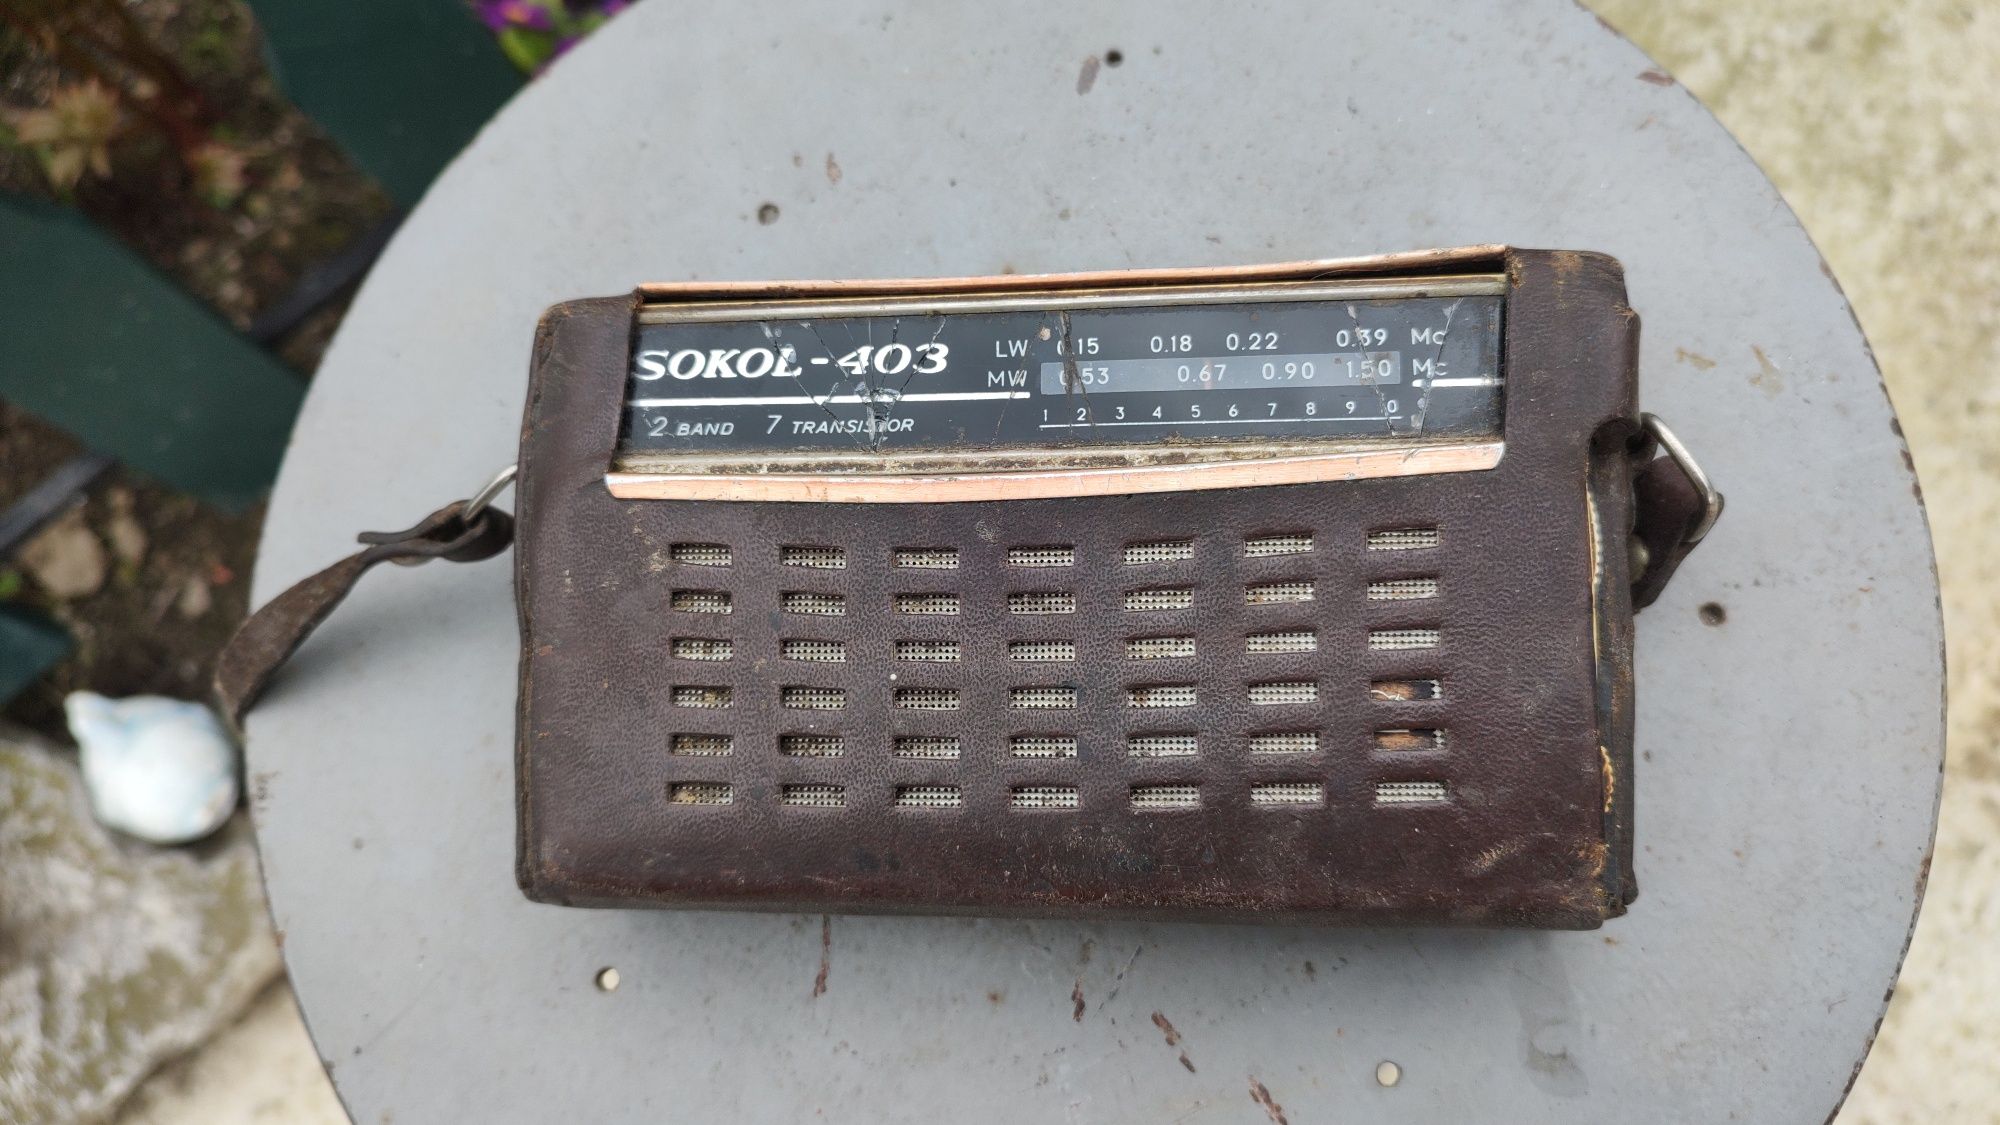 SOKOL-403
2 BAND 7 TRANSISTOR
LW 0.15 0.18 0.22 0.39 Mc
MW 0.53 0.67 0.90 1.50 Mc
1 2 3 4 5 6 7 8 9 0